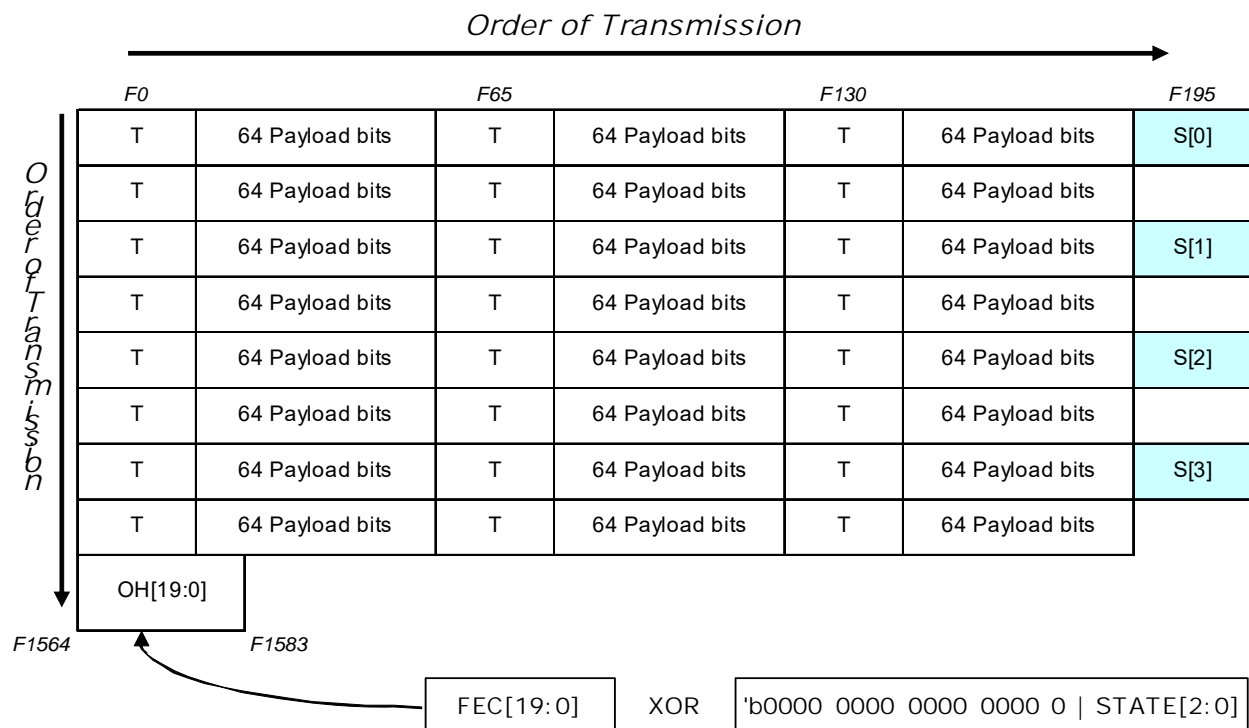 Order of Transmission
F0 F65 F130 F195
T 64 Payload bits T 64 Payload bits T 64 Payload bits S[0]
T 64 Payload bits T 64 Payload bits T 64 Payload bits
T 64 Payload bits T 64 Payload bits T 64 Payload bits S[1]
T 64 Payload bits T 64 Payload bits T 64 Payload bits
T 64 Payload bits T 64 Payload bits T 64 Payload bits S[2]
T 64 Payload bits T 64 Payload bits T 64 Payload bits
T 64 Payload bits T 64 Payload bits T 64 Payload bits S[3]
T 64 Payload bits T 64 Payload bits T 64 Payload bits
Order of Transmission
OH[19:0]
F1564 F1583
FEC[19:0] XOR 'b0000 0000 0000 0000 0 | STATE[2:0]